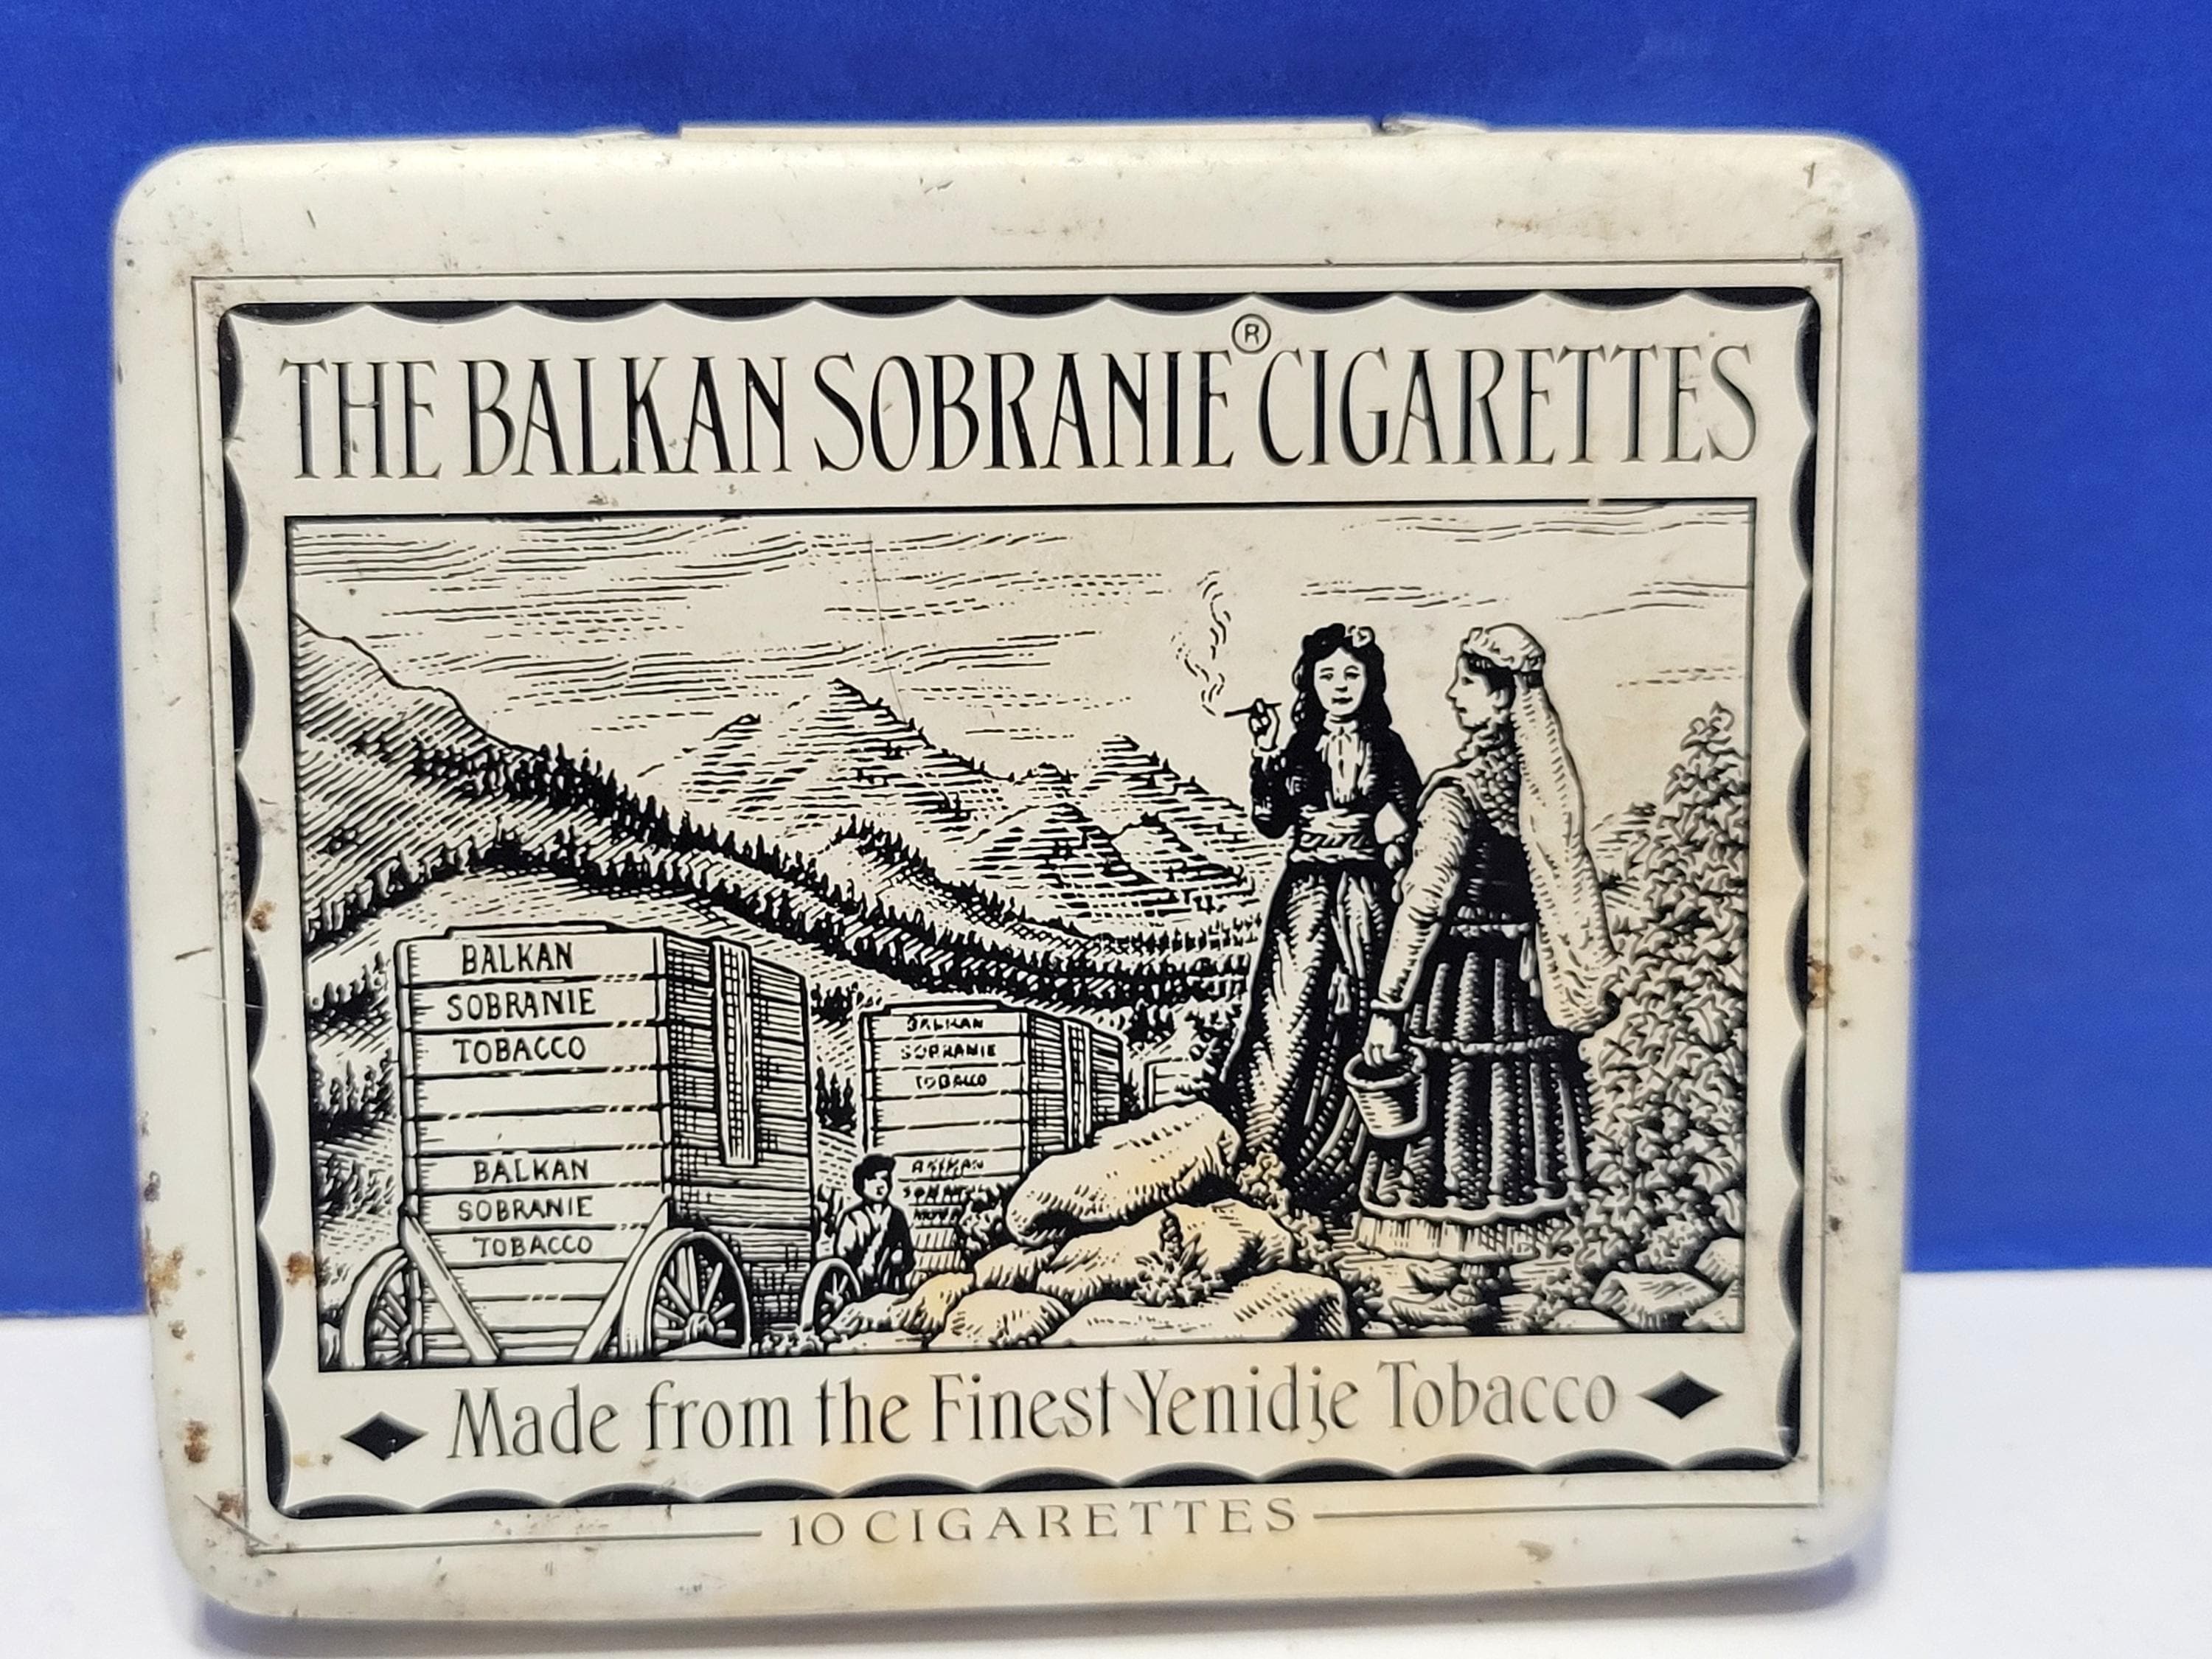 THE BALKAN SOBRANIE® CIGARETTES
BALKAN
SOBRANIE
TOBACCO
BALKAN
SOBRANIE
TOBACCO
BALKAN
SOBRANIE
TOBACCO
BALKAN
Made from the Finest Yenidje Tobacco
10 CIGARETTES